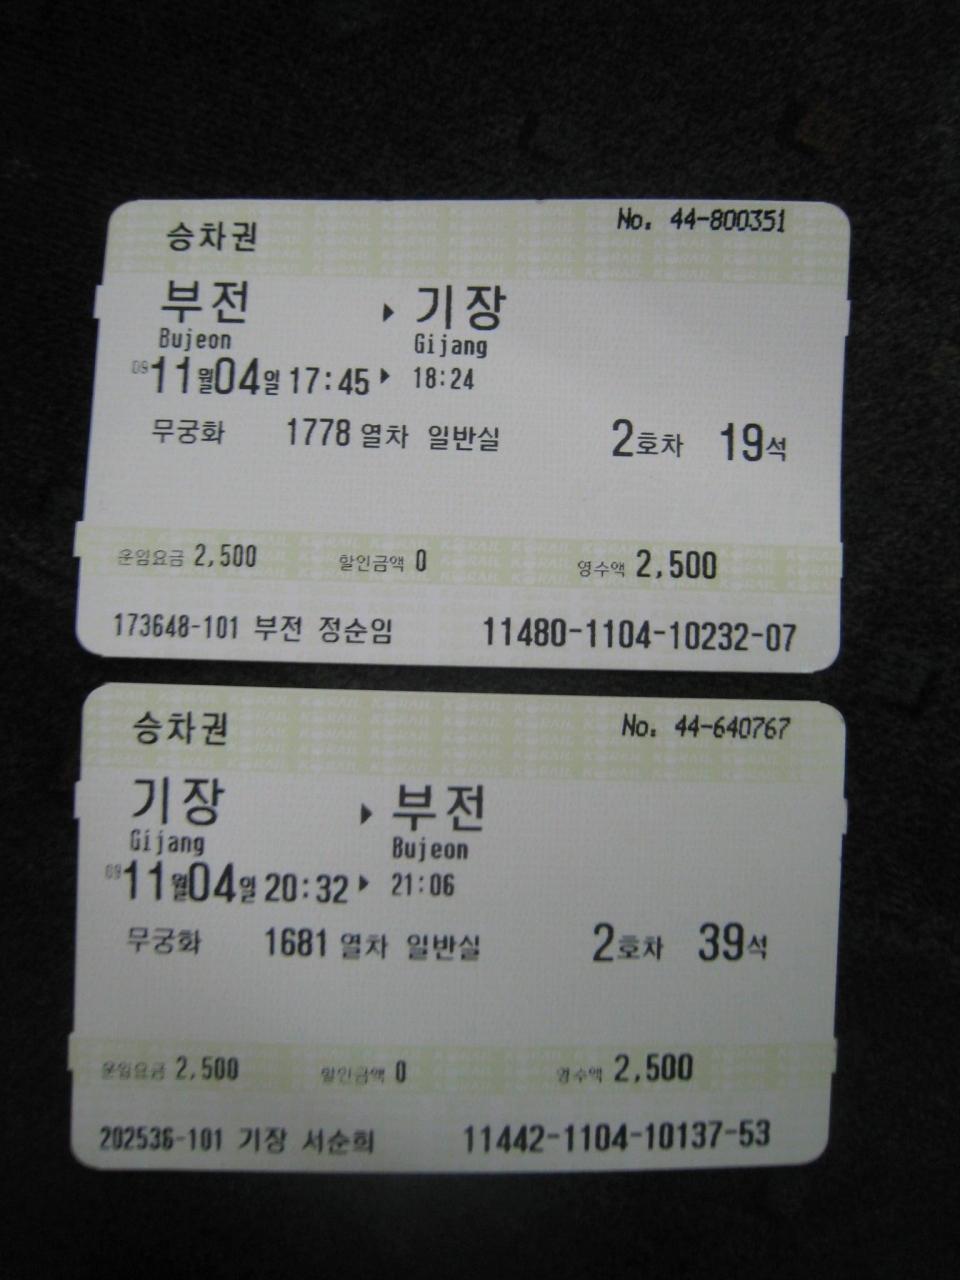 승차권 No. 44-800351
부전 ▶ 기장
Bujeon Gijang
09 11월04일 17:45 ▶ 18:24
무궁화 1778 열차 일반실 2호차 19석
운임요금 2,500 할인금액 0 영수액 2,500
173648-101 부전 정순임 11480-1104-10232-07
승차권 No. 44-640767
기장 ▶ 부전
Gijang Bujeon
09 11월04일 20:32 ▶ 21:06
무궁화 1681 열차 일반실 2호차 39석
운임요금 2,500 할인금액 0 영수액 2,500
202536-101 기장 서순희 11442-1104-10137-53